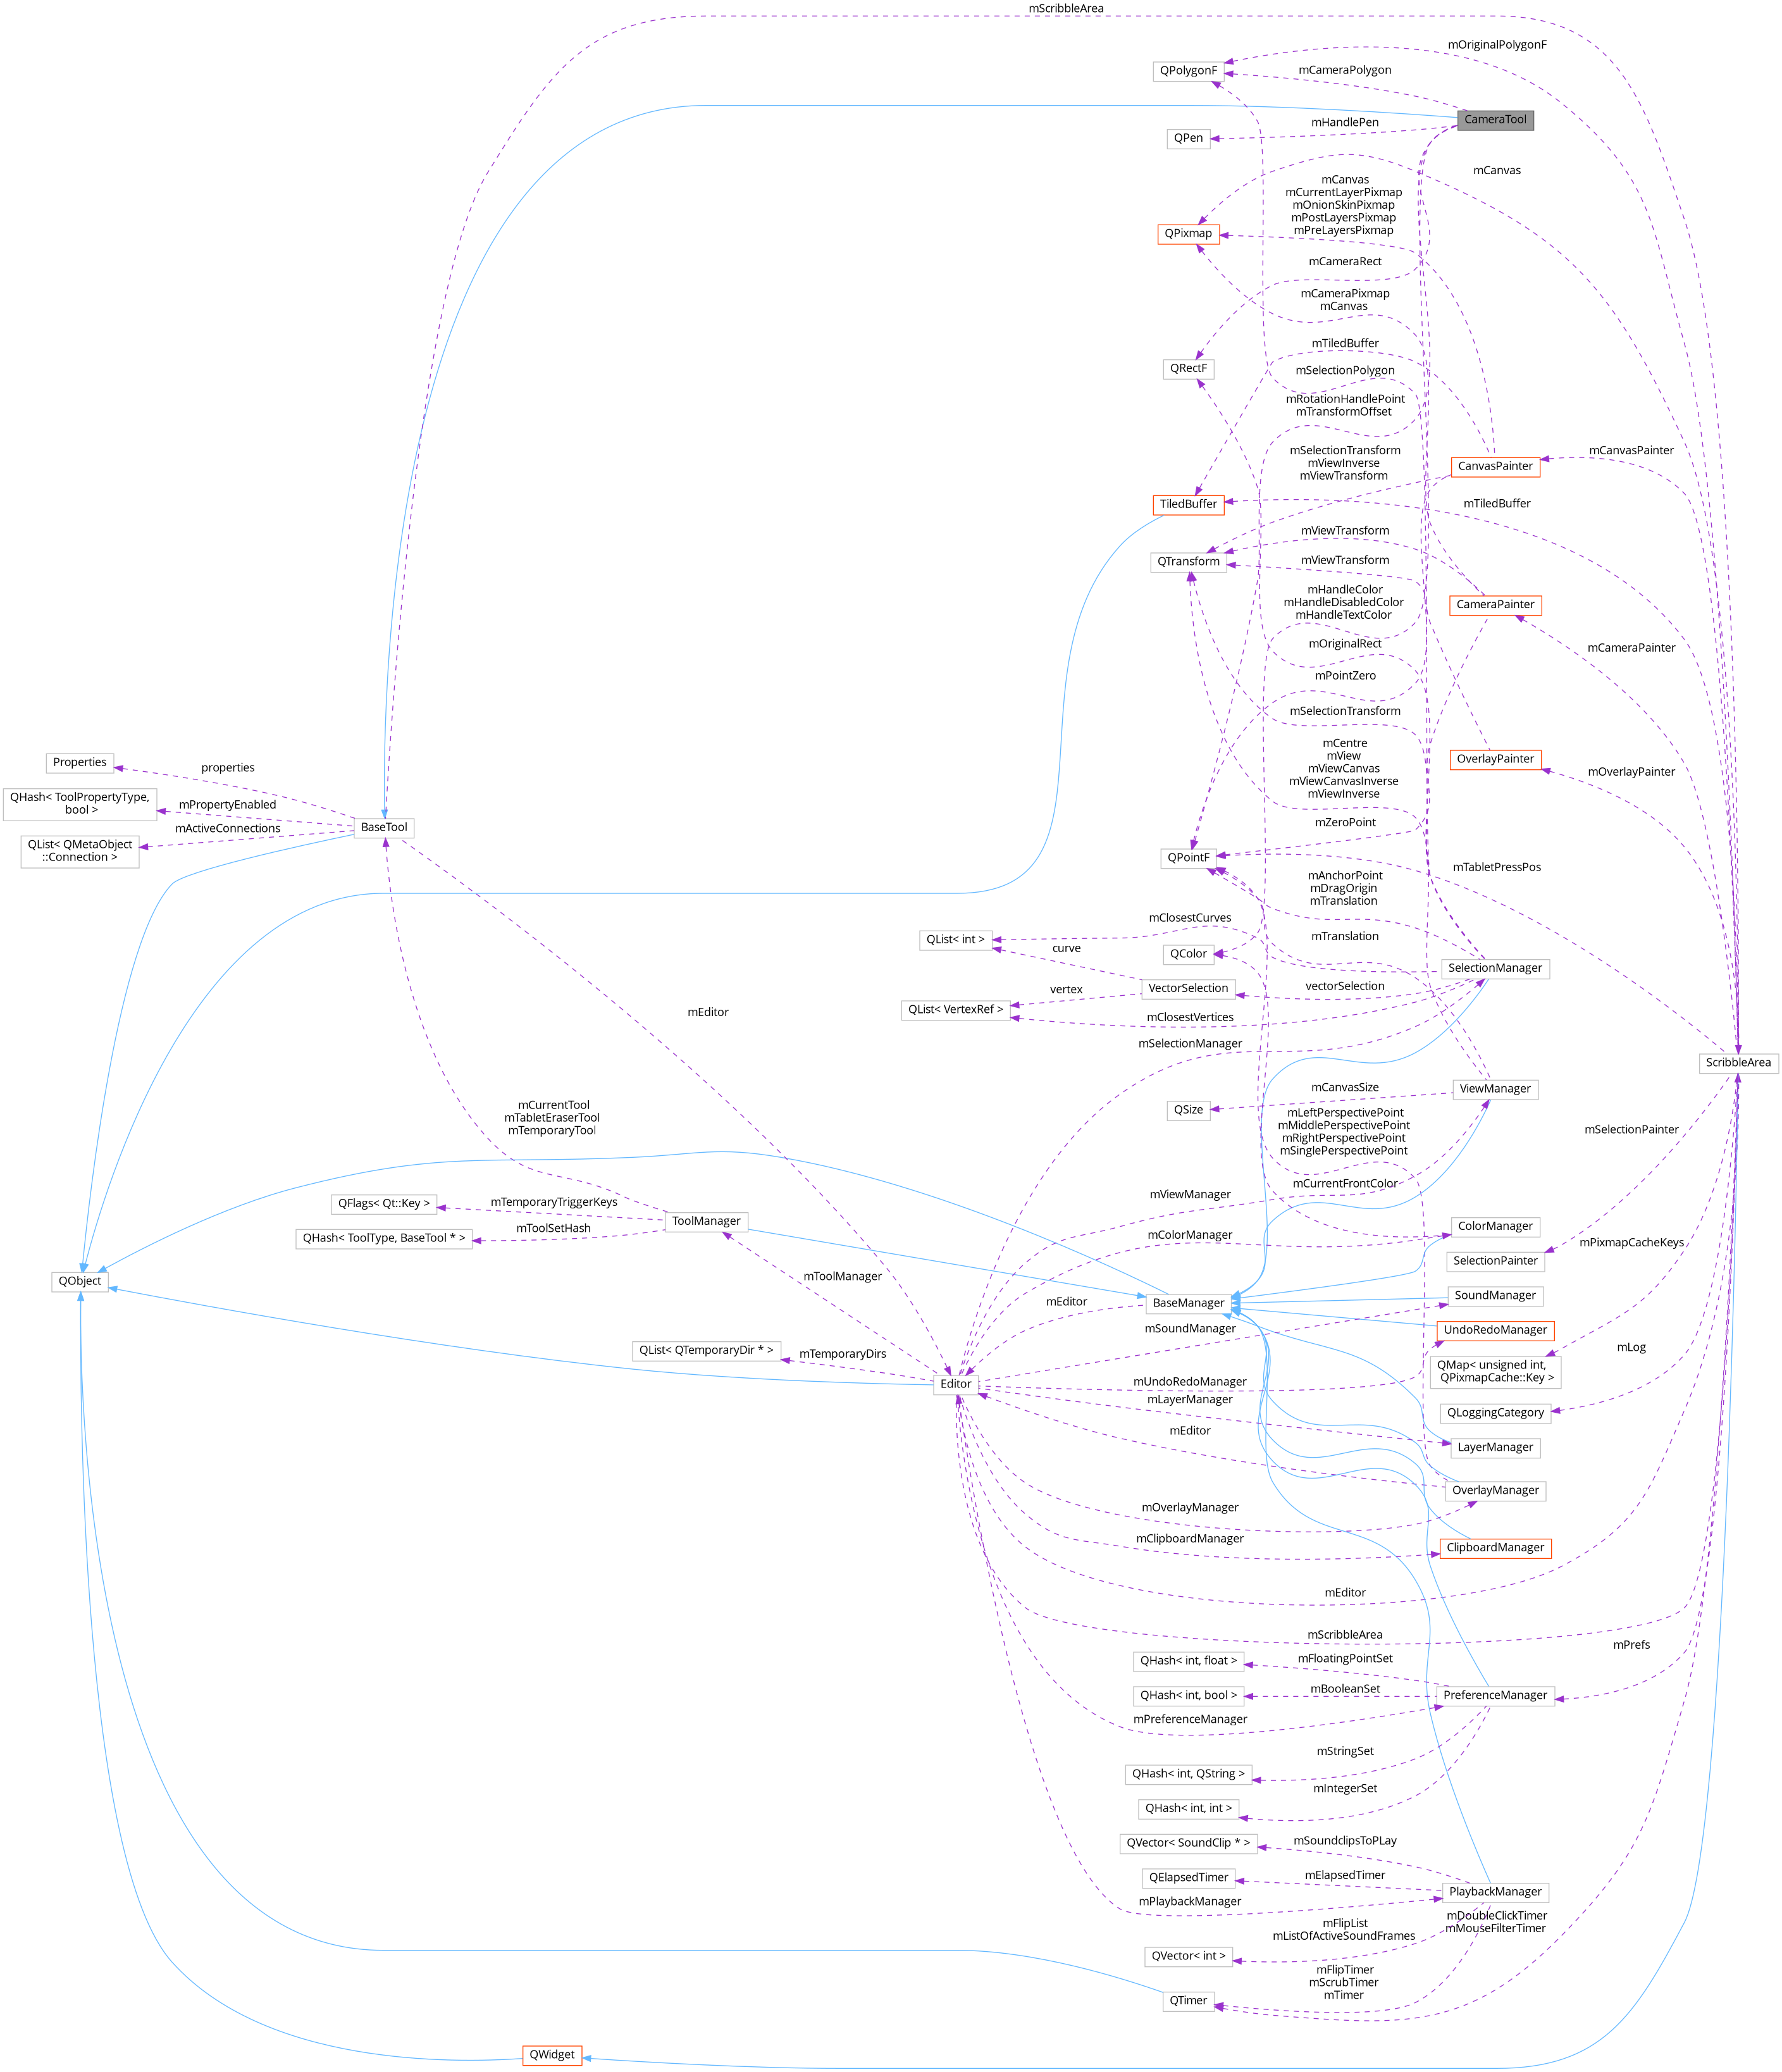 mScribbleArea
mOriginalPolygonF
QPolygonF
mCameraPolygon
CameraTool
mHandlePen
QPen
mCanvas
mCanvas
mCurrentLayerPixmap
mOnionSkinPixmap
mPostLayersPixmap
mPreLayersPixmap
QPixmap
mCameraRect
mCameraPixmap
mCanvas
mTiledBuffer
QRectF
mSelectionPolygon
mRotationHandlePoint
mTransformOffset
mSelectionTransform
mViewInverse
mViewTransform
mCanvasPainter
CanvasPainter
TiledBuffer
mTiledBuffer
mViewTransform
QTransform
mViewTransform
mHandleColor
mHandleDisabledColor
mHandleTextColor
CameraPainter
mOriginalRect
mCameraPainter
mPointZero
mSelectionTransform
mCentre
mView
mViewCanvas
mViewCanvasInverse
mViewInverse
OverlayPainter
mOverlayPainter
Properties
properties
QHash< ToolPropertyType,
bool >
mPropertyEnabled
mActiveConnections
BaseTool
QList< QMetaObject
::Connection >
mZeroPoint
QPointF
mTabletPressPos
mAnchorPoint
mDragOrigin
mTranslation
mClosestCurves
QList< int >
curve
mTranslation
QColor
SelectionManager
VectorSelection
vectorSelection
vertex
QList< VertexRef >
mClosestVertices
mEditor
mSelectionManager
ScribbleArea
mCanvasSize
ViewManager
QSize
mCurrentTool
mTabletEraserTool
mTemporaryTool
mLeftPerspectivePoint
mMiddlePerspectivePoint
mRightPerspectivePoint
mSinglePerspectivePoint
mSelectionPainter
mViewManager
mCurrentFrontColor
QFlags< Qt::Key >
mTemporaryTriggerKeys
ToolManager
QHash< ToolType, BaseTool * >
mToolSetHash
mColorManager
ColorManager
mPixmapCacheKeys
SelectionPainter
QObject
mToolManager
BaseManager
mEditor
SoundManager
mSoundManager
UndoRedoManager
QList< QTemporaryDir * >
mTemporaryDirs
mLog
QMap< unsigned int,
QPixmapCache::Key >
Editor
mUndoRedoManager
mLayerManager
QLoggingCategory
mEditor
LayerManager
OverlayManager
mOverlayManager
mClipboardManager
ClipboardManager
mEditor
mScribbleArea
mPrefs
QHash< int, float >
mFloatingPointSet
QHash< int, bool >
mBooleanSet
PreferenceManager
mPreferenceManager
mStringSet
QHash< int, QString >
mIntegerSet
QHash< int, int >
QVector< SoundClip * >
mSoundclipsToPLay
QElapsedTimer
mElapsedTimer
PlaybackManager
mPlaybackManager
mDoubleClickTimer
mMouseFilterTimer
mFlipList
mListOfActiveSoundFrames
QVector< int >
mFlipTimer
mScrubTimer
mTimer
QTimer
QWidget